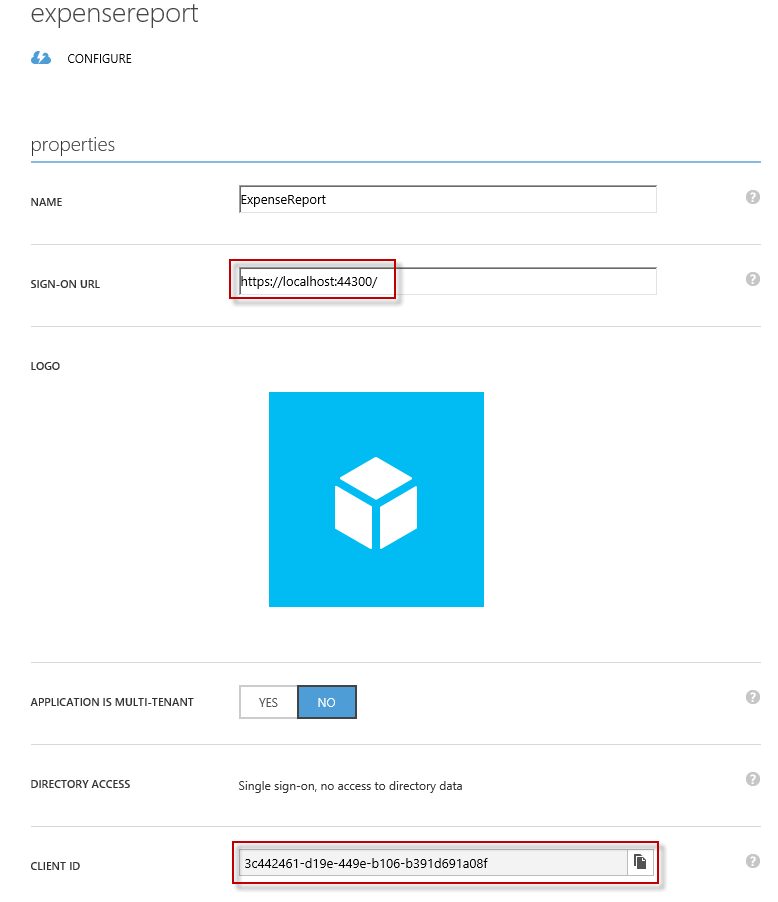 expensereport
CONFIGURE
properties
NAME
ExpenseReport
?
SIGN-ON URL
https://localhost:44300/
?
LOGO
APPLICATION IS MULTI-TENANT
YES
NO
?
DIRECTORY ACCESS
Single sign-on, no access to directory data
?
CLIENT ID
3c442461-d19e-449e-b106-b391d691a08f
?